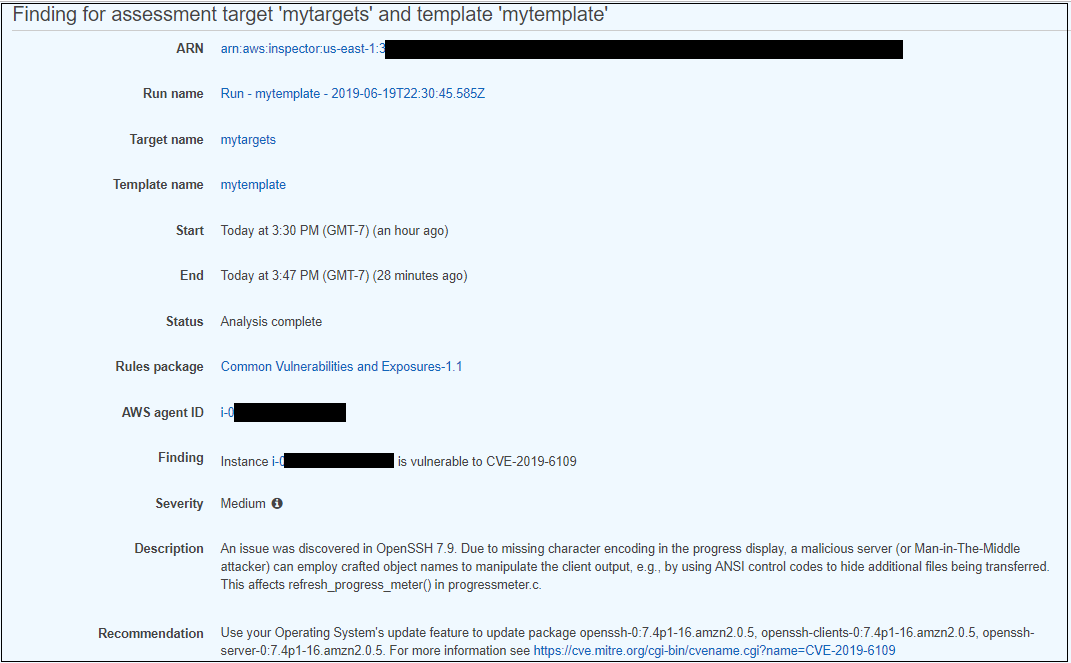 Finding for assessment target 'mytargets' and template 'mytemplate'
ARN arn:aws:inspector:us-east-1:3
Run name Run - mytemplate - 2019-06-19T22:30:45.585Z
Target name mytargets
Template name mytemplate
Start Today at 3:30 PM (GMT-7) (an hour ago)
End Today at 3:47 PM (GMT-7) (28 minutes ago)
Status Analysis complete
Rules package Common Vulnerabilities and Exposures-1.1
AWS agent ID i-0
Finding Instance i-0 is vulnerable to CVE-2019-6109
Severity Medium
Description An issue was discovered in OpenSSH 7.9. Due to missing character encoding in the progress display, a malicious server (or Man-in-The-Middle
attacker) can employ crafted object names to manipulate the client output, e.g., by using ANSI control codes to hide additional files being transferred.
This affects refresh_progress_meter() in progressmeter.c.
Recommendation Use your Operating System's update feature to update package openssh-0:7.4p1-16.amzn2.0.5, openssh-clients-0:7.4p1-16.amzn2.0.5, openssh-
server-0:7.4p1-16.amzn2.0.5. For more information see https://cve.mitre.org/cgi-bin/cvename.cgi?name=CVE-2019-6109